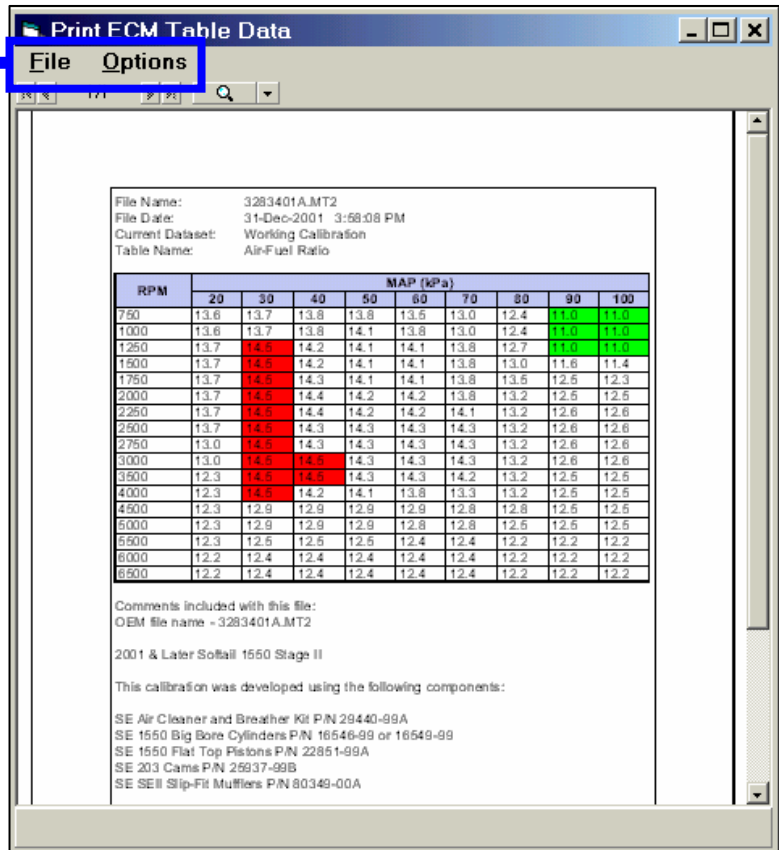 Print ECM Table Data
File Options
1/1
File Name: 3283401A.MT2
File Date: 31-Dec-2001 3:58:08 PM
Current Dataset: Working Calibration
Table Name: Air-Fuel Ratio
RPM MAP (kPa)
20 30 40 50 60 70 80 90 100
750 13.6 13.7 13.8 13.8 13.5 13.0 12.4 11.0 11.0
1000 13.6 13.7 13.8 14.1 13.8 13.0 12.4 11.0 11.0
1250 13.7 14.5 14.2 14.1 14.1 13.8 12.7 11.0 11.0
1500 13.7 14.5 14.2 14.1 14.1 13.8 13.0 11.6 11.4
1750 13.7 14.5 14.3 14.1 14.1 13.8 13.5 12.5 12.3
2000 13.7 14.5 14.4 14.2 14.2 13.8 13.2 12.5 12.5
2250 13.7 14.5 14.4 14.2 14.2 14.1 13.2 12.6 12.6
2500 13.7 14.5 14.3 14.3 14.3 14.3 13.2 12.6 12.6
2750 13.0 14.5 14.3 14.3 14.3 14.3 13.2 12.6 12.6
3000 13.0 14.5 14.5 14.3 14.3 14.3 13.2 12.6 12.6
3500 12.3 14.5 14.5 14.3 14.3 14.2 13.2 12.5 12.5
4000 12.3 14.5 14.2 14.1 13.8 13.3 13.2 12.5 12.5
4500 12.3 12.9 12.9 12.9 12.9 12.8 12.8 12.5 12.5
5000 12.3 12.9 12.9 12.9 12.8 12.8 12.5 12.5 12.5
5500 12.3 12.5 12.5 12.5 12.4 12.4 12.2 12.2 12.2
6000 12.2 12.4 12.4 12.4 12.4 12.4 12.2 12.2 12.2
6500 12.2 12.4 12.4 12.4 12.4 12.4 12.2 12.2 12.2
Comments included with this file:
OEM file name - 3283401A.MT2
2001 & Later Softail 1550 Stage II
This calibration was developed using the following components:
SE Air Cleaner and Breather Kit P/N 29440-99A
SE 1550 Big Bore Cylinders P/N 16546-99 or 16549-99
SE 1550 Flat Top Pistons P/N 22851-99A
SE 203 Cams P/N 25937-99B
SE SEII Slip-Fit Mufflers P/N 80349-00A